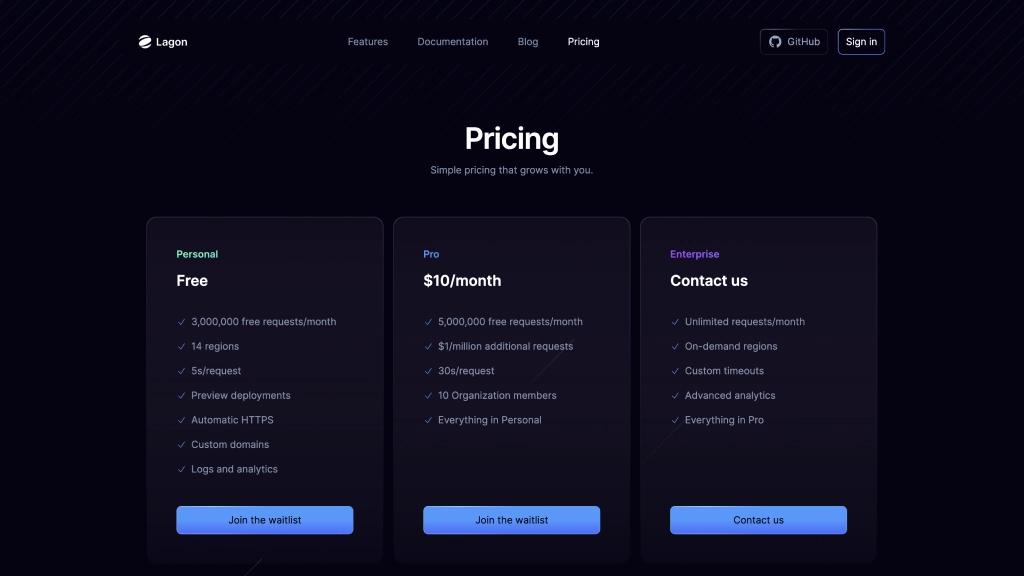 Lagon
Features
Documentation
Blog
Pricing
GitHub
Sign in
Pricing
Simple pricing that grows with you.
Personal
Free
3,000,000 free requests/month
14 regions
5s/request
Preview deployments
Automatic HTTPS
Custom domains
Logs and analytics
Join the waitlist
Pro
$10/month
5,000,000 free requests/month
$1/million additional requests
30s/request
10 Organization members
Everything in Personal
Join the waitlist
Enterprise
Contact us
Unlimited requests/month
On-demand regions
Custom timeouts
Advanced analytics
Everything in Pro
Contact us